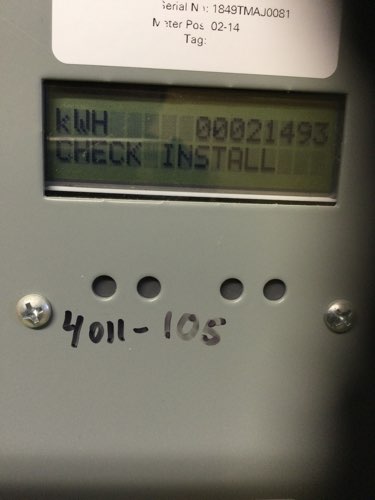 Serial No: 1849TMAJ0081
Meter Pos: 02-14
Tag:
kWH 00021493
CHECK INSTALL
4011-105